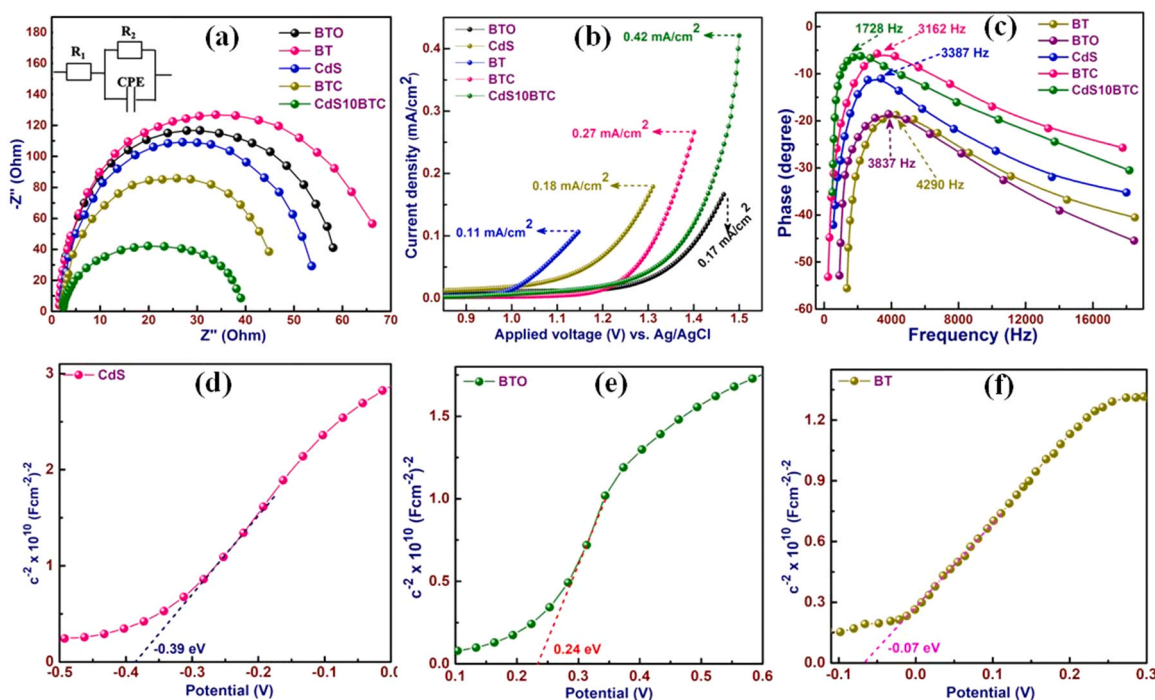 (a)
R1
R2
CPE
BTO
BT
CdS
BTC
CdS10BTC
-Z" (Ohm)
180
160
140
120
100
80
60
40
20
0
0 10 20 30 40 50 60 70
Z" (Ohm)
(b)
BTO
CdS
BT
BTC
CdS10BTC
0.42 mA/cm2
0.27 mA/cm2
0.18 mA/cm2
0.11 mA/cm2
0.17 mA/cm2
Current density (mA/cm2)
0.4
0.3
0.2
0.1
0.0
0.9 1.0 1.1 1.2 1.3 1.4 1.5
Applied voltage (V) vs. Ag/AgCl
(c)
1728 Hz
3162 Hz
3387 Hz
BT
BTO
CdS
BTC
CdS10BTC
3837 Hz
4290 Hz
Phase (degree)
0
-10
-20
-30
-40
-50
-60
0 4000 8000 12000 16000
Frequency (Hz)
(d)
CdS
c-2 x 1010 (Fcm-2)-2
3
2
1
0
-0.39 eV
-0.5 -0.4 -0.3 -0.2 -0.1 0.0
Potential (V)
(e)
BTO
c-2 x 1010 (Fcm-2)-2
1.5
1.0
0.5
0.0
0.24 eV
0.1 0.2 0.3 0.4 0.5 0.6
Potential (V)
(f)
BT
c-2 x 1010 (Fcm-2)-2
1.2
0.9
0.6
0.3
0.0
-0.07 eV
-0.1 0.0 0.1 0.2 0.3
Potential (V)